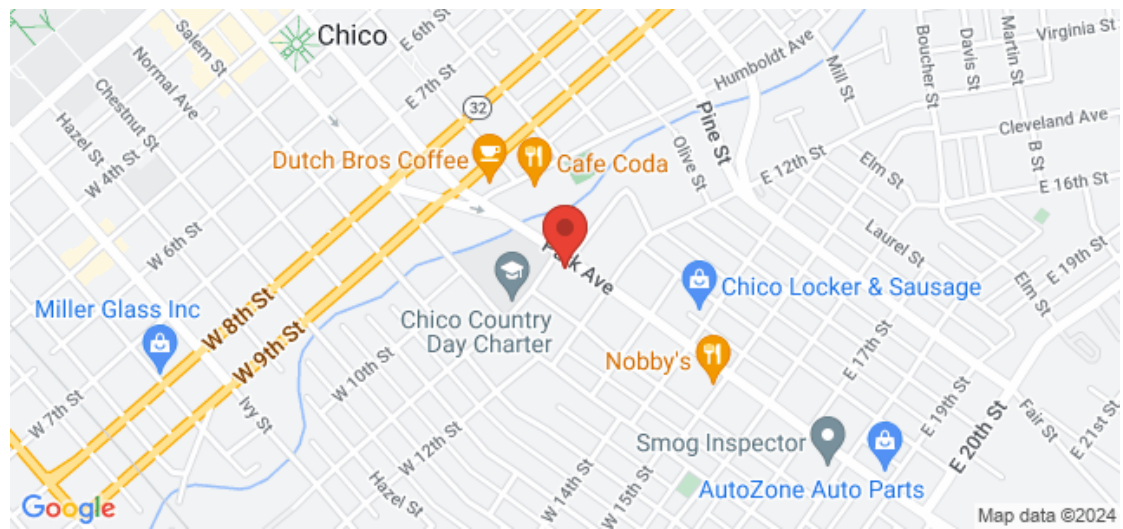 Chico
E 6th St
Salem St
Normal Ave
Chestnut St
Hazel St
W 4th St
E 7th St
32
Humboldt Ave
Mill St
Boucher St
Davis St
Martin St
Virginia St
Cleveland Ave
B St
Pine St
Olive St
E 12th St
Elm St
E 16th St
Dutch Bros Coffee
Cafe Coda
W 6th St
Park Ave
Laurel St
Elm St
E 19th St
Miller Glass Inc
W 8th St
W 9th St
Chico Country
Day Charter
Chico Locker & Sausage
Nobby's
E 17th St
W 7th St
Ivy St
W 10th St
W 12th St
Hazel St
W 14th St
W 15th St
Smog Inspector
AutoZone Auto Parts
E 19th St
E 20th St
Fair St
E 21st St
Google
Map data ©2024